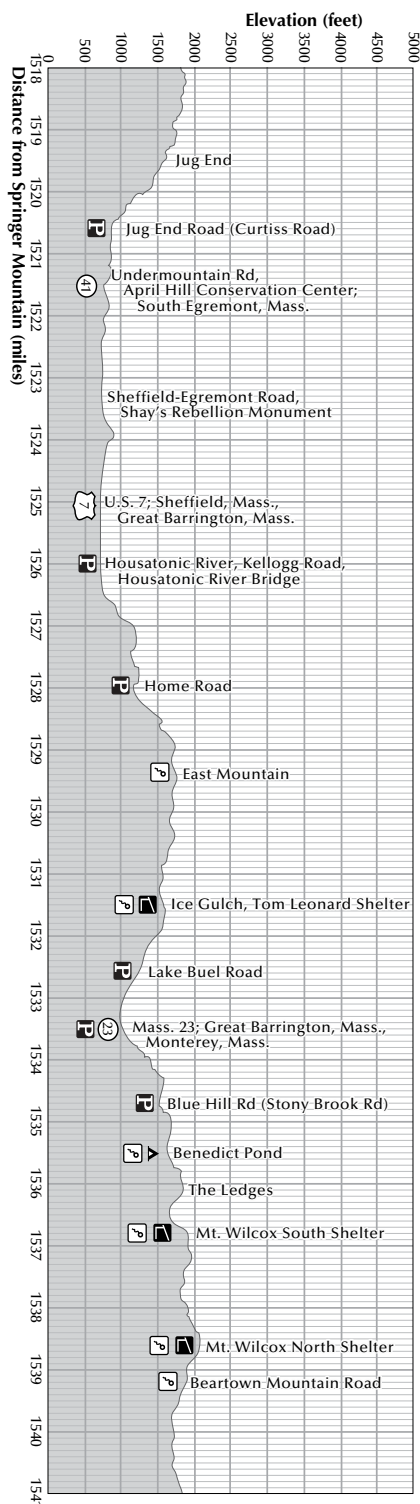 Elevation (feet)
500
1000
1500
2000
2500
3000
3500
4000
4500
5000
Distance from Springer Mountain (miles)
1518
1519
Jug End
1520
P
Jug End Road (Curtiss Road)
1521
41
Undermountain Rd,
April Hill Conservation Center;
South Egremont, Mass.
1522
1523
Sheffield-Egremont Road,
Shay's Rebellion Monument
1524
1525
7
U.S. 7; Sheffield, Mass.,
Great Barrington, Mass.
1526
P
Housatonic River, Kellogg Road,
Housatonic River Bridge
1527
1528
P
Home Road
1529
East Mountain
1530
1531
Ice Gulch, Tom Leonard Shelter
1532
P
Lake Buel Road
1533
P
23
Mass. 23; Great Barrington, Mass.,
Monterey, Mass.
1534
P
Blue Hill Rd (Stony Brook Rd)
1535
Benedict Pond
1536
The Ledges
Mt. Wilcox South Shelter
1537
1538
Mt. Wilcox North Shelter
1539
Beartown Mountain Road
1540